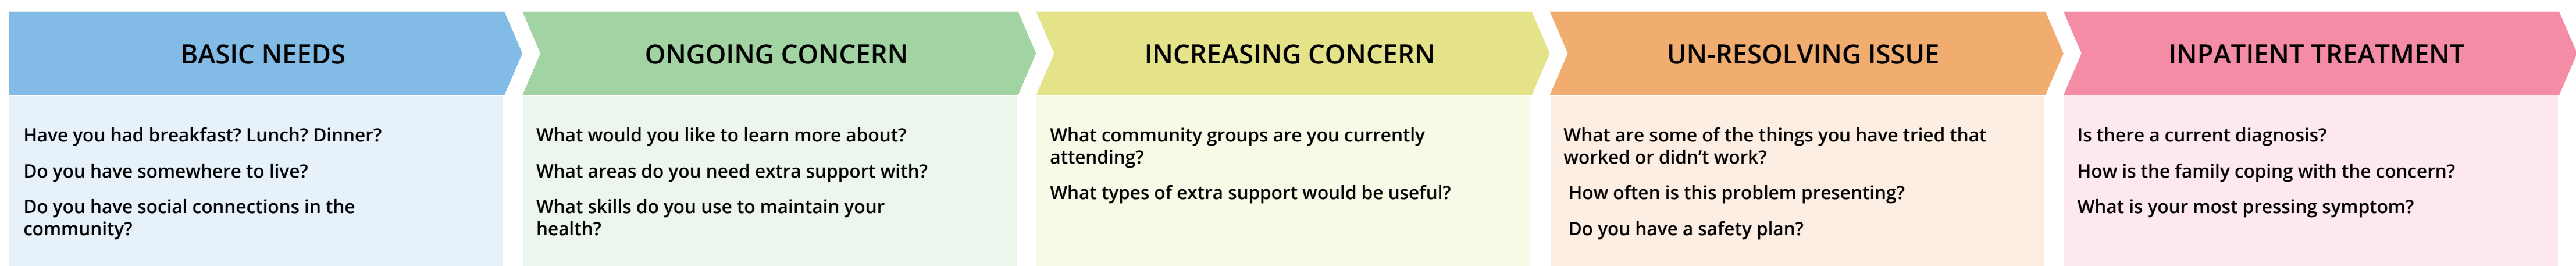 BASIC NEEDS
Have you had breakfast? Lunch? Dinner?
Do you have somewhere to live?
Do you have social connections in the
community?
ONGOING CONCERN
What would you like to learn more about?
What areas do you need extra support with?
What skills do you use to maintain your
health?
INCREASING CONCERN
What community groups are you currently
attending?
What types of extra support would be useful?
UN-RESOLVING ISSUE
What are some of the things you have tried that
worked or didn’t work?
How often is this problem presenting?
Do you have a safety plan?
INPATIENT TREATMENT
Is there a current diagnosis?
How is the family coping with the concern?
What is your most pressing symptom?